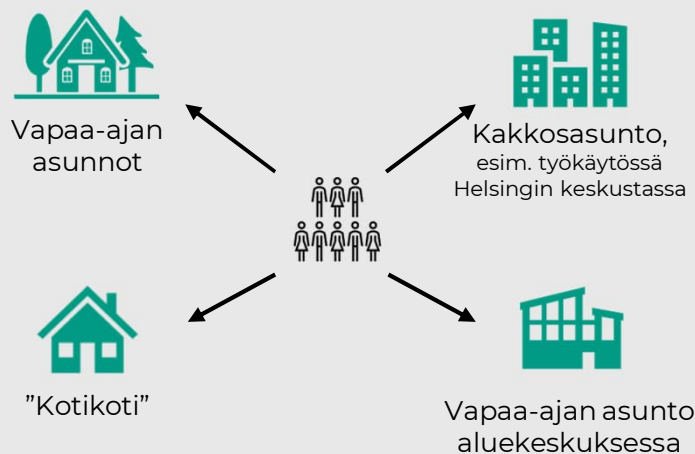 Vapaa-ajan
asunnot
Kakkosasunto,
esim. työkäytössä
Helsingin keskustassa
”Kotikoti”
Vapaa-ajan asunto
aluekeskuksessa